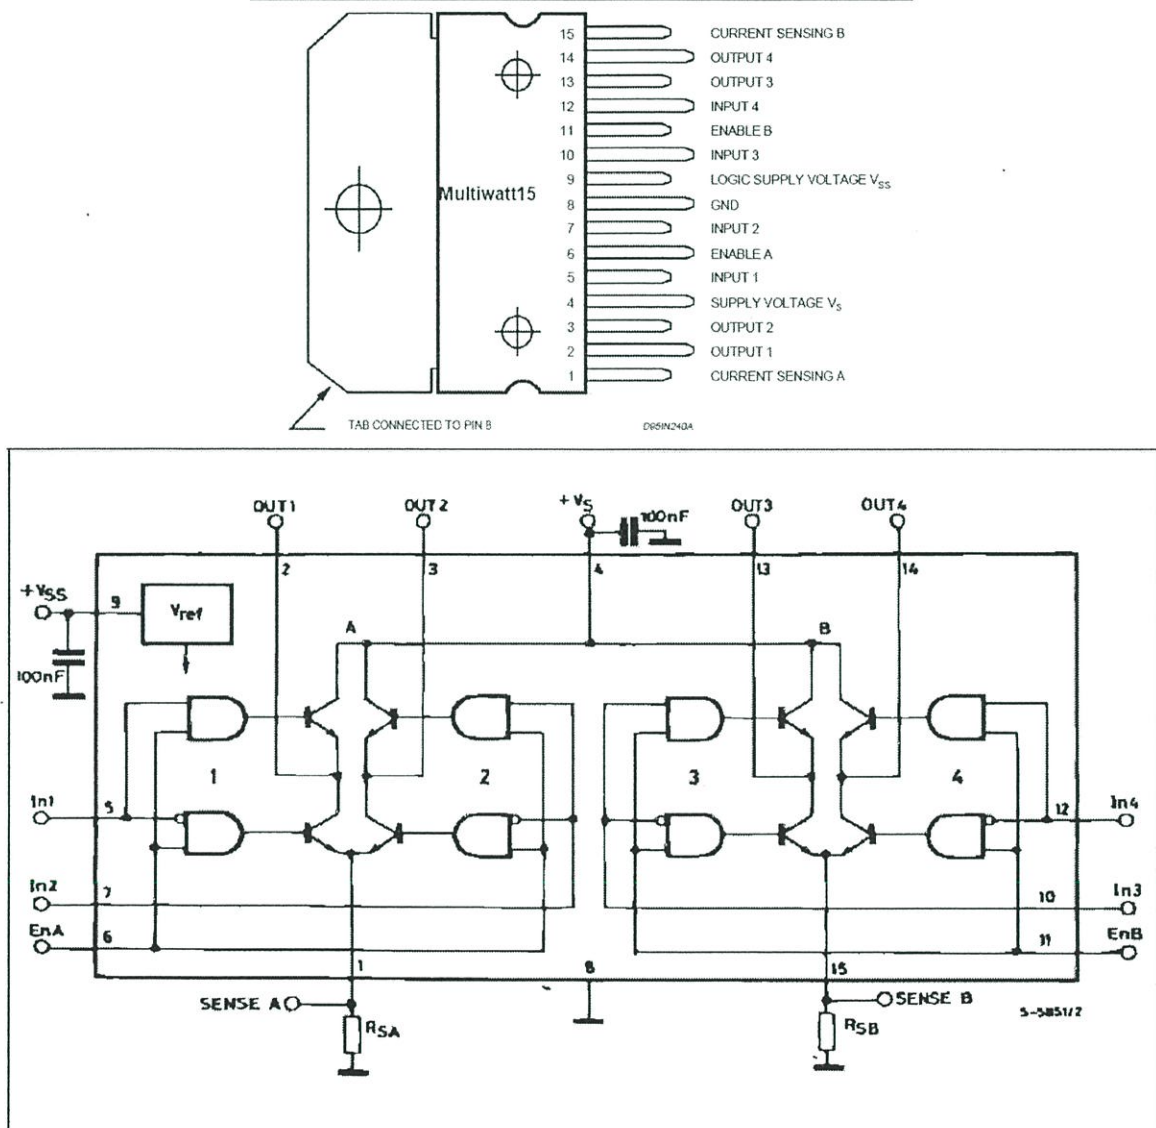 15 CURRENT SENSING B
14 OUTPUT 4
13 OUTPUT 3
12 INPUT 4
11 ENABLE B
10 INPUT 3
9 LOGIC SUPPLY VOLTAGE VSS
Multiwatt15
8 GND
7 INPUT 2
6 ENABLE A
5 INPUT 1
4 SUPPLY VOLTAGE VS
3 OUTPUT 2
2 OUTPUT 1
1 CURRENT SENSING A
TAB CONNECTED TO PIN 8
D95IN240A
OUT1 OUT2 +VS 100nF OUT3 OUT4
2 3 4 13 14
+VSS 9 Vref
A B
100nF
1 2 3 4
In1 5 12 In4
In2 7 10 In3
EnA 6 11 EnB
1 8 15
SENSE A SENSE B
S-5851/2
RSA RSB